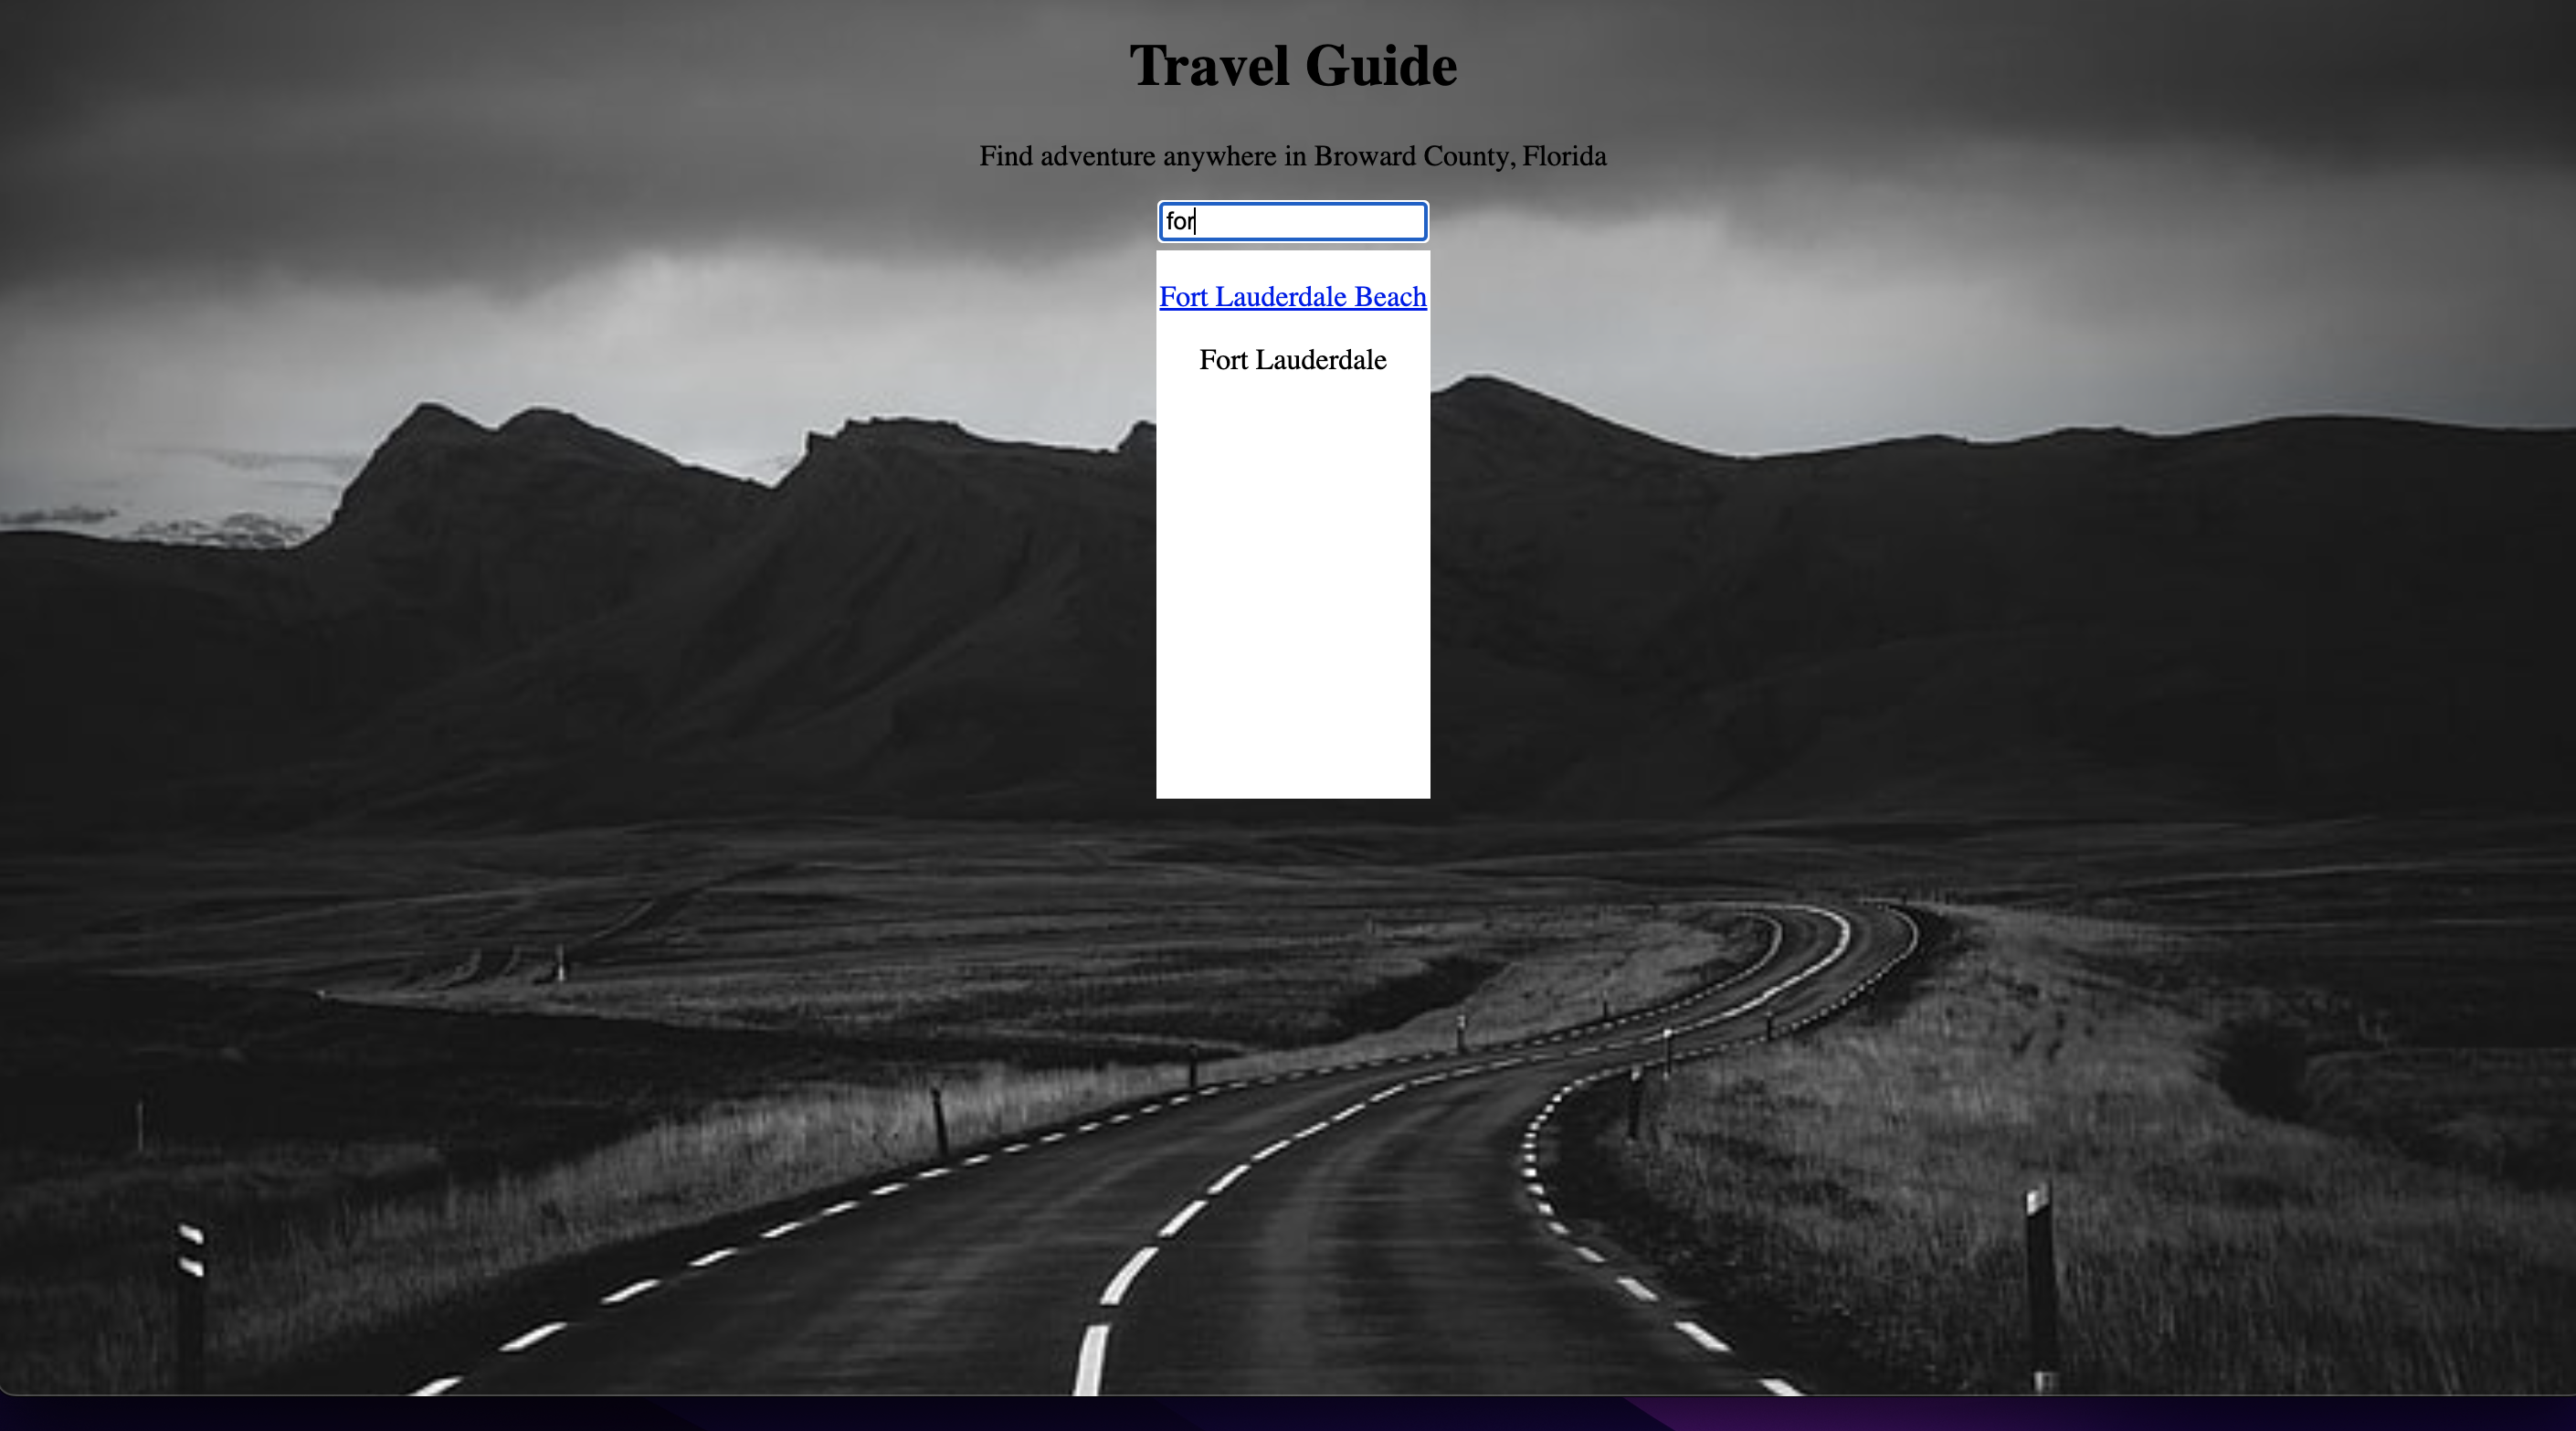 Travel Guide
Find adventure anywhere in Broward County, Florida
for
Fort Lauderdale Beach
Fort Lauderdale